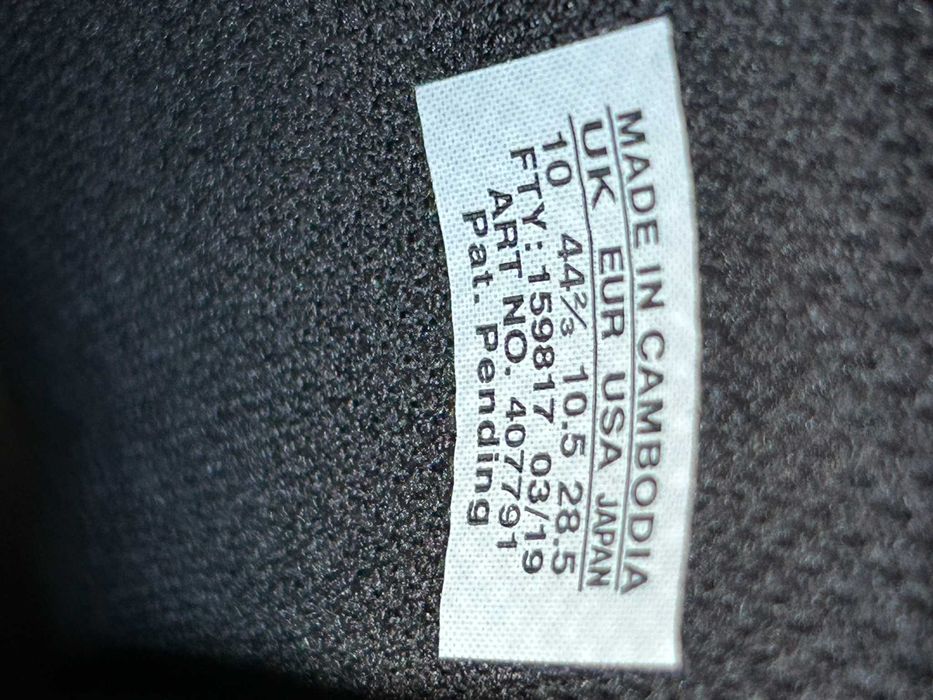 MADE IN CAMBODIA
UK EUR USA JAPAN
10 44⅔ 10.5 28.5
FTY: 159817 03/19
ART NO. 407791
Pat. Pending